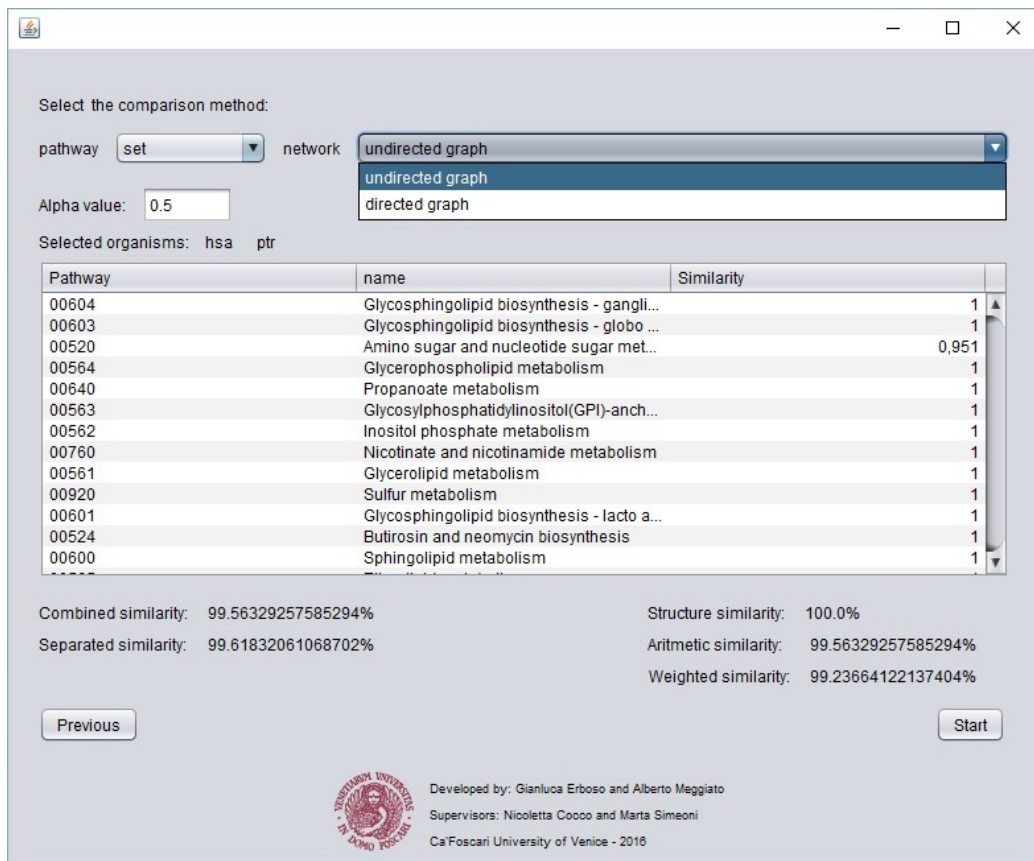 Select the comparison method:
pathway set network undirected graph
undirected graph
directed graph
Alpha value: 0.5
Selected organisms: hsa ptr
Pathway name Similarity
00604 Glycosphingolipid biosynthesis - gangli... 1
00603 Glycosphingolipid biosynthesis - globo ... 1
00520 Amino sugar and nucleotide sugar met... 0,951
00564 Glycerophospholipid metabolism 1
00640 Propanoate metabolism 1
00563 Glycosylphosphatidylinositol(GPI)-anch... 1
00562 Inositol phosphate metabolism 1
00760 Nicotinate and nicotinamide metabolism 1
00561 Glycerolipid metabolism 1
00920 Sulfur metabolism 1
00601 Glycosphingolipid biosynthesis - lacto a... 1
00524 Butirosin and neomycin biosynthesis 1
00600 Sphingolipid metabolism 1
Combined similarity: 99.56329257585294% Structure similarity: 100.0%
Separated similarity: 99.61832061068702% Aritmetic similarity: 99.56329257585294%
Weighted similarity: 99.23664122137404%
Previous Start
VENETIARVM VNIVERSITAS
IN DOMO FOSCARI
Developed by: Gianluca Erboso and Alberto Meggiato
Supervisors: Nicoletta Cocco and Marta Simeoni
Ca'Foscari University of Venice - 2016